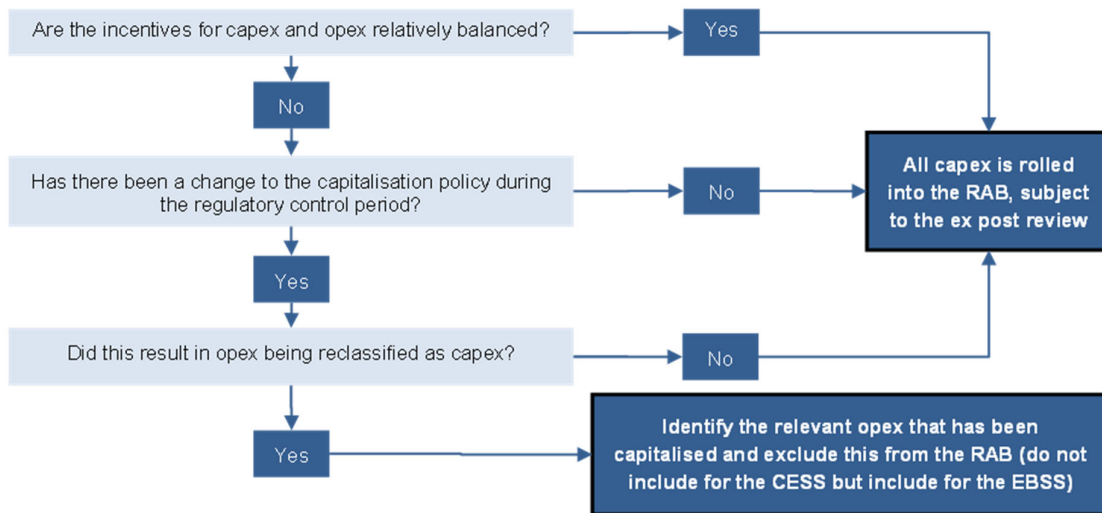 Are the incentives for capex and opex relatively balanced?
Yes
No
All capex is rolled
into the RAB, subject
to the ex post review
Has there been a change to the capitalisation policy during
the regulatory control period?
No
Yes
Did this result in opex being reclassified as capex?
No
Yes
Identify the relevant opex that has been
capitalised and exclude this from the RAB (do not
include for the CESS but include for the EBSS)